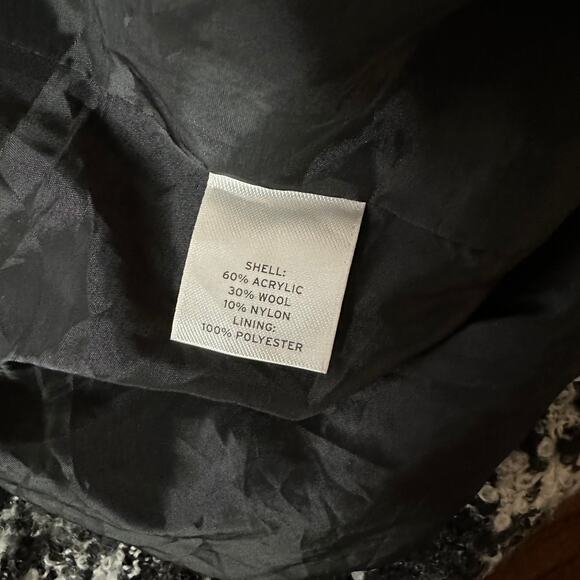 SHELL:
60% ACRYLIC
30% WOOL
10% NYLON
LINING:
100% POLYESTER